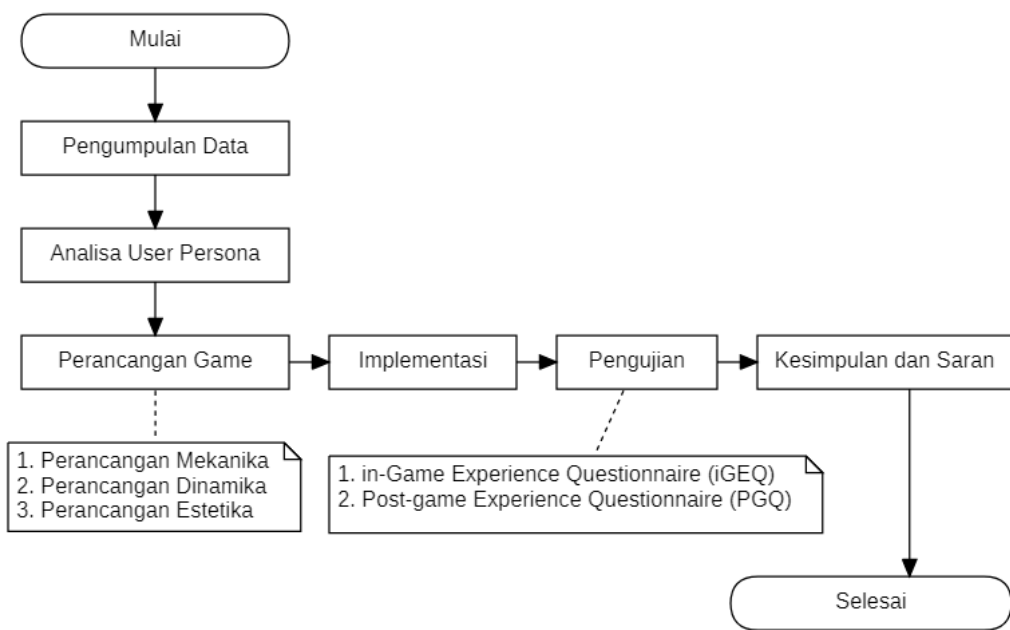 Mulai
Pengumpulan Data
Analisa User Persona
Perancangan Game
Implementasi
Pengujian
Kesimpulan dan Saran
1. Perancangan Mekanika
2. Perancangan Dinamika
3. Perancangan Estetika
1. in-Game Experience Questionnaire (iGEQ)
2. Post-game Experience Questionnaire (PGQ)
Selesai